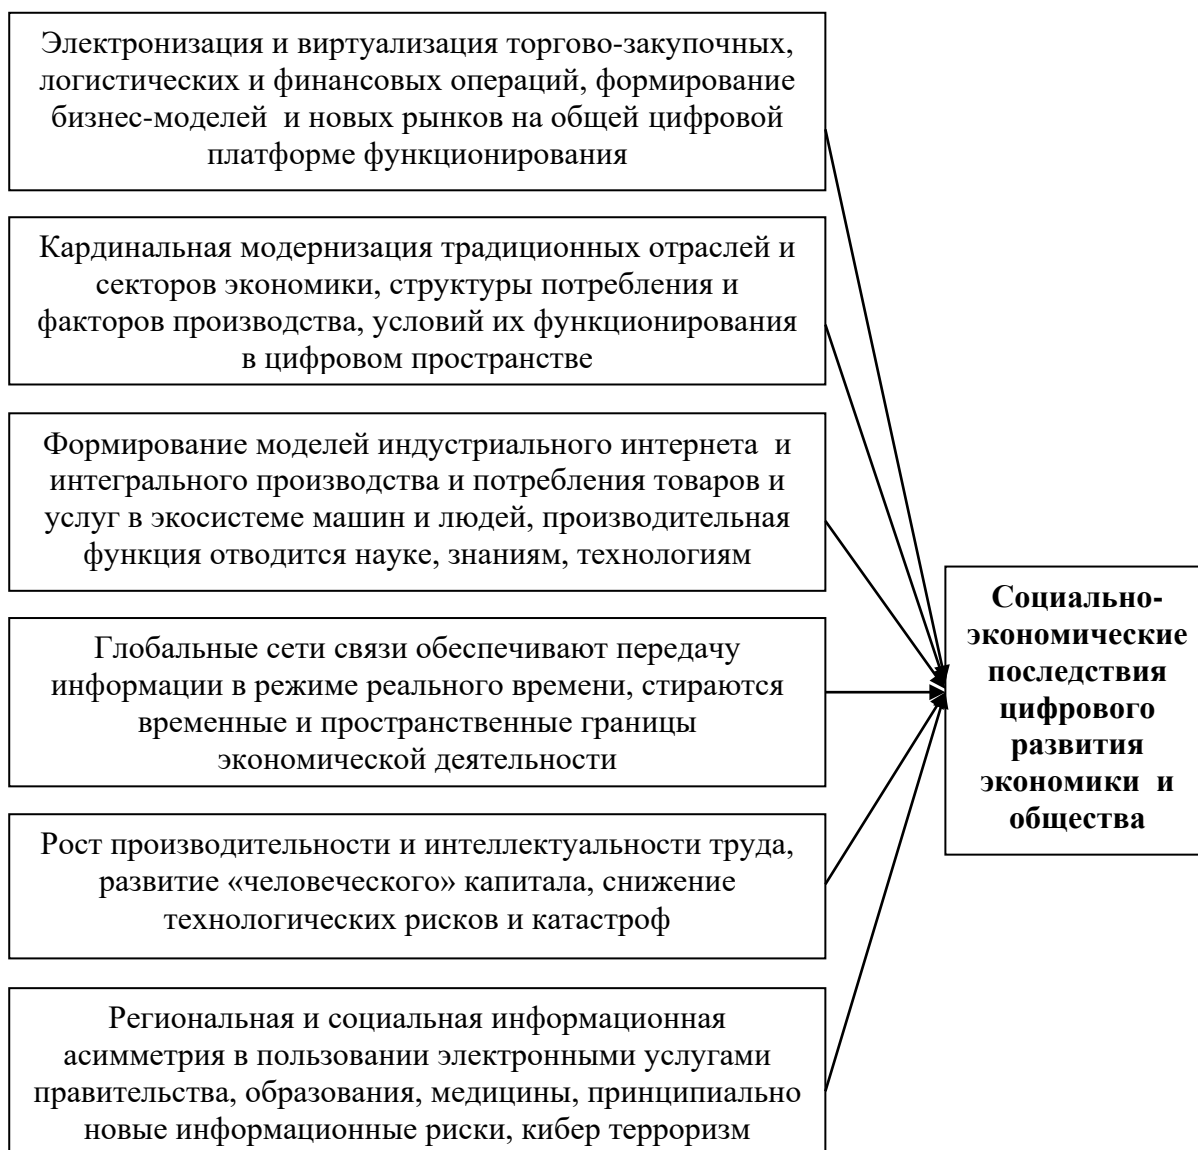 Электронизация и виртуализация торгово-закупочных,
логистических и финансовых операций, формирование
бизнес-моделей и новых рынков на общей цифровой
платформе функционирования
Кардинальная модернизация традиционных отраслей и
секторов экономики, структуры потребления и
факторов производства, условий их функционирования
в цифровом пространстве
Формирование моделей индустриального интернета и
интегрального производства и потребления товаров и
услуг в экосистеме машин и людей, производительная
функция отводится науке, знаниям, технологиям
Глобальные сети связи обеспечивают передачу
информации в режиме реального времени, стираются
временные и пространственные границы
экономической деятельности
Рост производительности и интеллектуальности труда,
развитие «человеческого» капитала, снижение
технологических рисков и катастроф
Региональная и социальная информационная
асимметрия в пользовании электронными услугами
правительства, образования, медицины, принципиально
новые информационные риски, кибер терроризм
Социально-
экономические
последствия
цифрового
развития
экономики и
общества